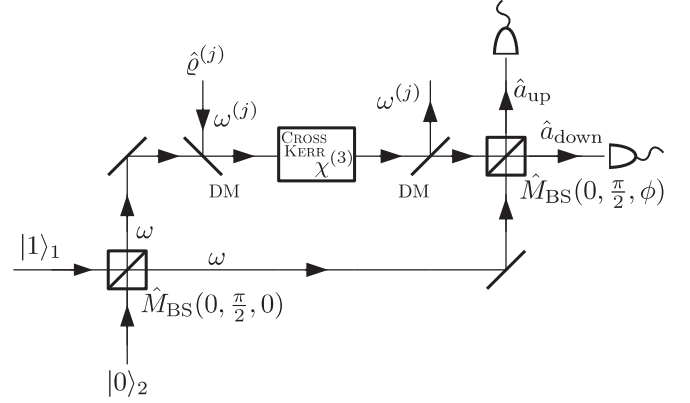 ϱ̂^(j)
ω^(j)
ω^(j)
â_up
CROSS
KERR
χ^(3)
â_down
DM
DM
M̂_BS(0, π/2, ϕ)
|1⟩_1
ω
ω
M̂_BS(0, π/2, 0)
|0⟩_2